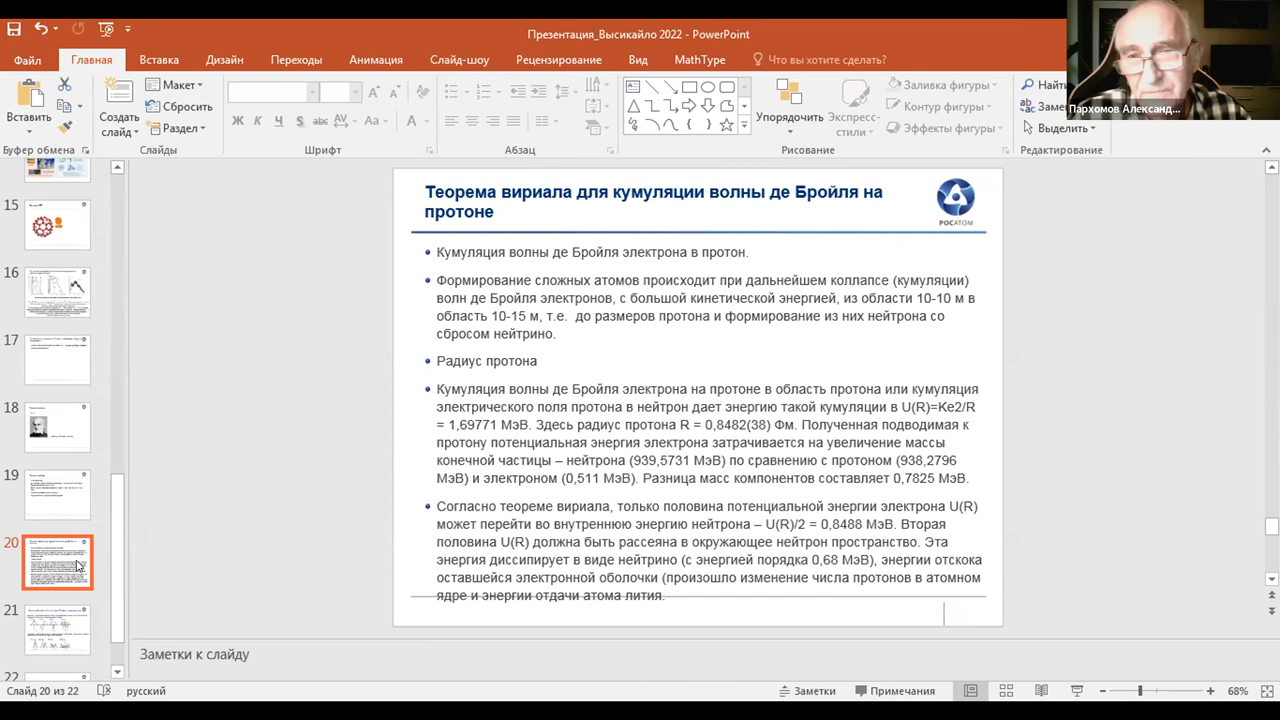 Презентация_Высикайло 2022 - PowerPoint
Файл Главная Вставка Дизайн Переходы Анимация Слайд-шоу Рецензирование Вид MathType Что вы хотите сделать?
Пархомов Александ...
Вставить
Создать слайд
Макет
Сбросить
Раздел
Ж К Ч S abc AV Aa A
Упорядочить
Экспресс-стили
Заливка фигуры
Контур фигуры
Эффекты фигуры
Найти
Заме
Выделить
Буфер обмена Слайды Шрифт Абзац Рисование Редактирование
15
16
17
18
19
20
21
22
Теорема вириала для кумуляции волны де Бройля на
протоне
РОСАТОМ
Кумуляция волны де Бройля электрона в протон.
Формирование сложных атомов происходит при дальнейшем коллапсе (кумуляции)
волн де Бройля электронов, с большой кинетической энергией, из области 10-10 м в
область 10-15 м, т.е. до размеров протона и формирование из них нейтрона со
сбросом нейтрино.
Радиус протона
Кумуляция волны де Бройля электрона на протоне в область протона или кумуляция
электрического поля протона в нейтрон дает энергию такой кумуляции в U(R)=Ke2/R
= 1,69771 МэВ. Здесь радиус протона R = 0,8482(38) Фм. Полученная подводимая к
протону потенциальная энергия электрона затрачивается на увеличение массы
конечной частицы – нейтрона (939,5731 МэВ) по сравнению с протоном (938,2796
МэВ) и электроном (0,511 МэВ). Разница масс компонентов составляет 0,7825 МэВ.
Согласно теореме вириала, только половина потенциальной энергии электрона U(R)
может перейти во внутреннюю энергию нейтрона – U(R)/2 = 0,8488 МэВ. Вторая
половина U(R) должна быть рассеяна в окружающее нейтрон пространство. Эта
энергия диссипирует в виде нейтрино (с энергией порядка 0,68 МэВ), энергии отскока
оставшейся электронной оболочки (произошло изменение числа протонов в атомном
ядре и энергии отдачи атома лития.
Заметки к слайду
Слайд 20 из 22 русский Заметки Примечания 68%